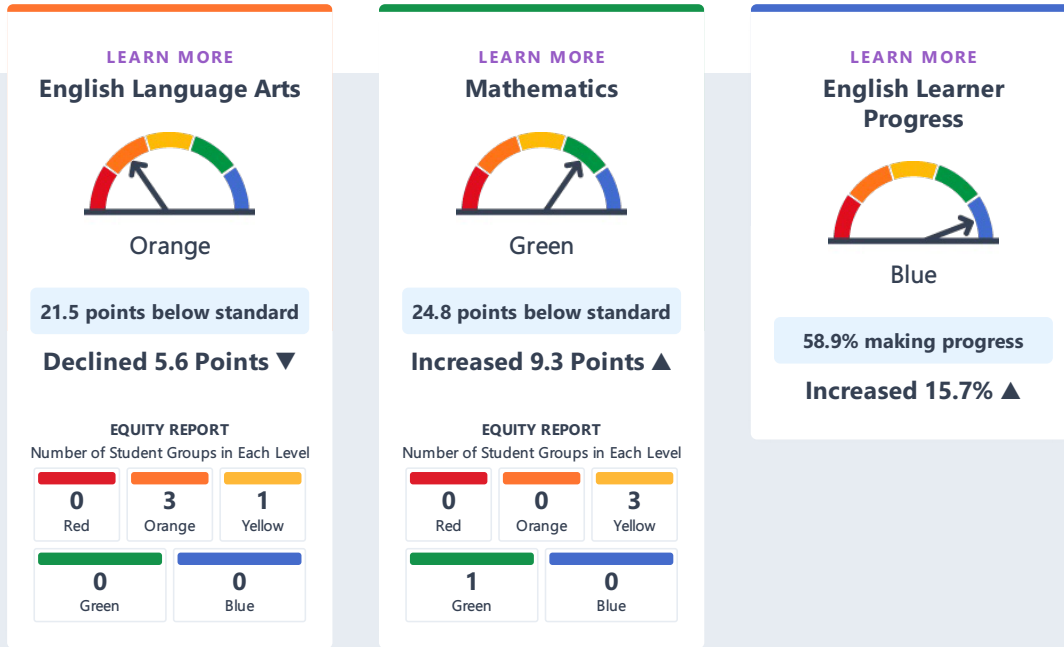 LEARN MORE
English Language Arts
Orange
21.5 points below standard
Declined 5.6 Points ▼
EQUITY REPORT
Number of Student Groups in Each Level
0
Red
3
Orange
1
Yellow
0
Green
0
Blue
LEARN MORE
Mathematics
Green
24.8 points below standard
Increased 9.3 Points ▲
EQUITY REPORT
Number of Student Groups in Each Level
0
Red
0
Orange
3
Yellow
1
Green
0
Blue
LEARN MORE
English Learner
Progress
Blue
58.9% making progress
Increased 15.7% ▲